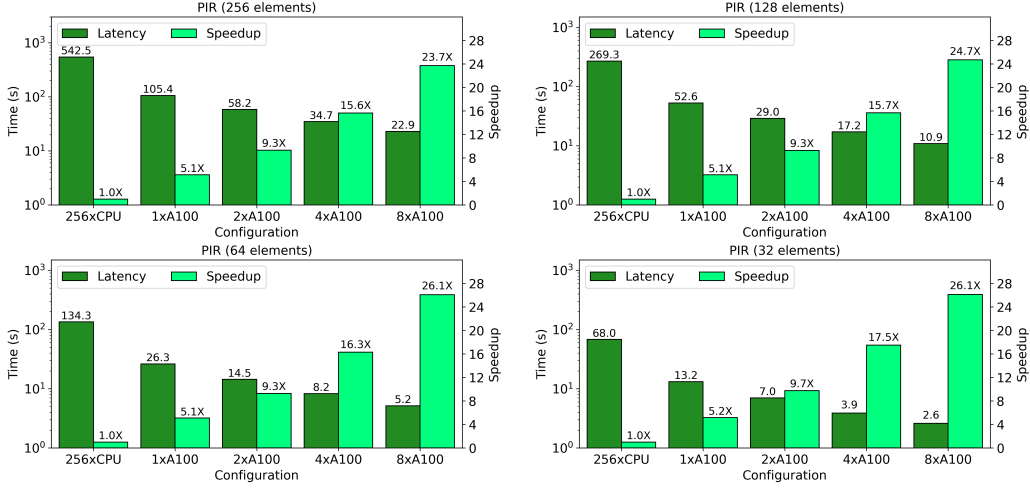 PIR (256 elements)
Latency Speedup
Time (s)
10³
10²
10¹
10⁰
542.5 1.0X 105.4 5.1X 58.2 9.3X 34.7 15.6X 22.9 23.7X
28
24
20
16
12
8
4
0
Speedup
256xCPU 1xA100 2xA100 4xA100 8xA100
Configuration
PIR (128 elements)
Latency Speedup
Time (s)
10³
10²
10¹
10⁰
269.3 1.0X 52.6 5.1X 29.0 9.3X 17.2 15.7X 10.9 24.7X
28
24
20
16
12
8
4
0
Speedup
256xCPU 1xA100 2xA100 4xA100 8xA100
Configuration
PIR (64 elements)
Latency Speedup
Time (s)
10³
10²
10¹
10⁰
134.3 1.0X 26.3 5.1X 14.5 9.3X 8.2 16.3X 5.2 26.1X
28
24
20
16
12
8
4
0
Speedup
256xCPU 1xA100 2xA100 4xA100 8xA100
Configuration
PIR (32 elements)
Latency Speedup
Time (s)
10³
10²
10¹
10⁰
68.0 1.0X 13.2 5.2X 7.0 9.7X 3.9 17.5X 2.6 26.1X
28
24
20
16
12
8
4
0
Speedup
256xCPU 1xA100 2xA100 4xA100 8xA100
Configuration